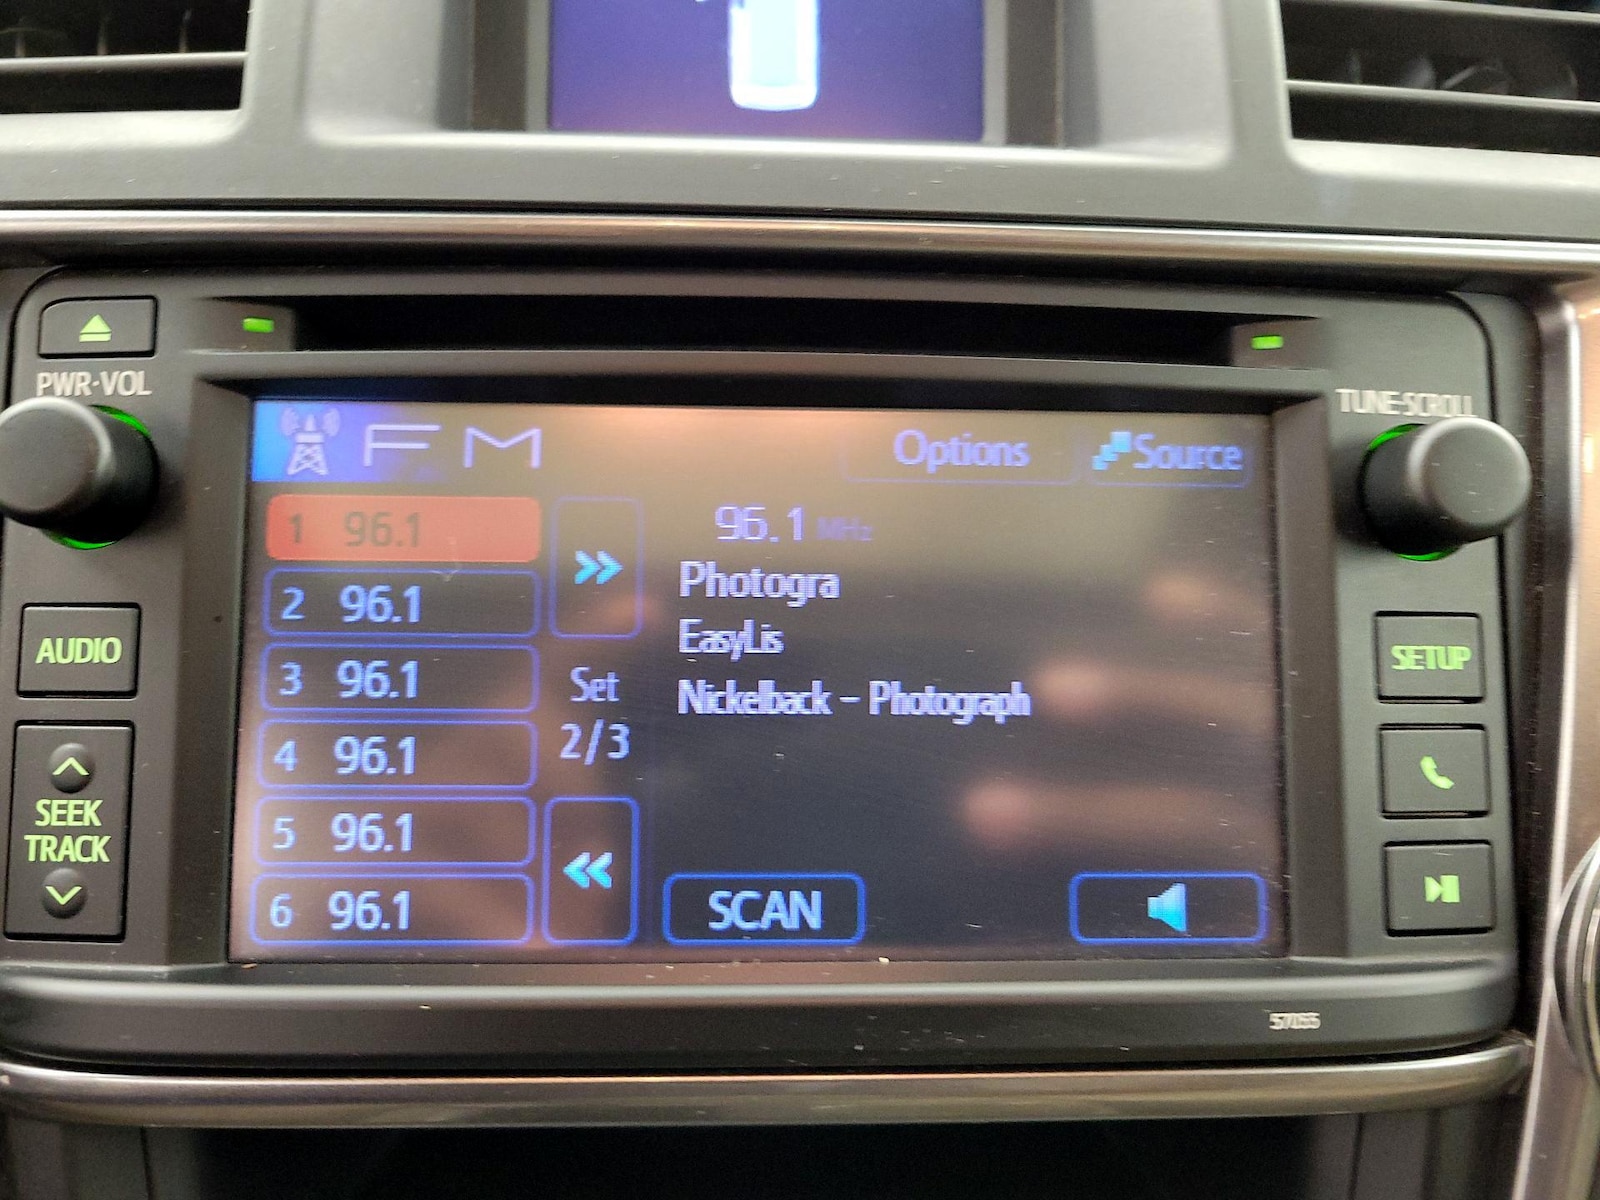 PWR·VOL
TUNE·SCROLL
FM
Options
Source
1 96.1
96.1 MHz
Photogra
2 96.1
EasyLis
AUDIO
SETUP
3 96.1
Set
2/3
Nickelback – Photograph
4 96.1
SEEK
TRACK
5 96.1
6 96.1
SCAN
57055